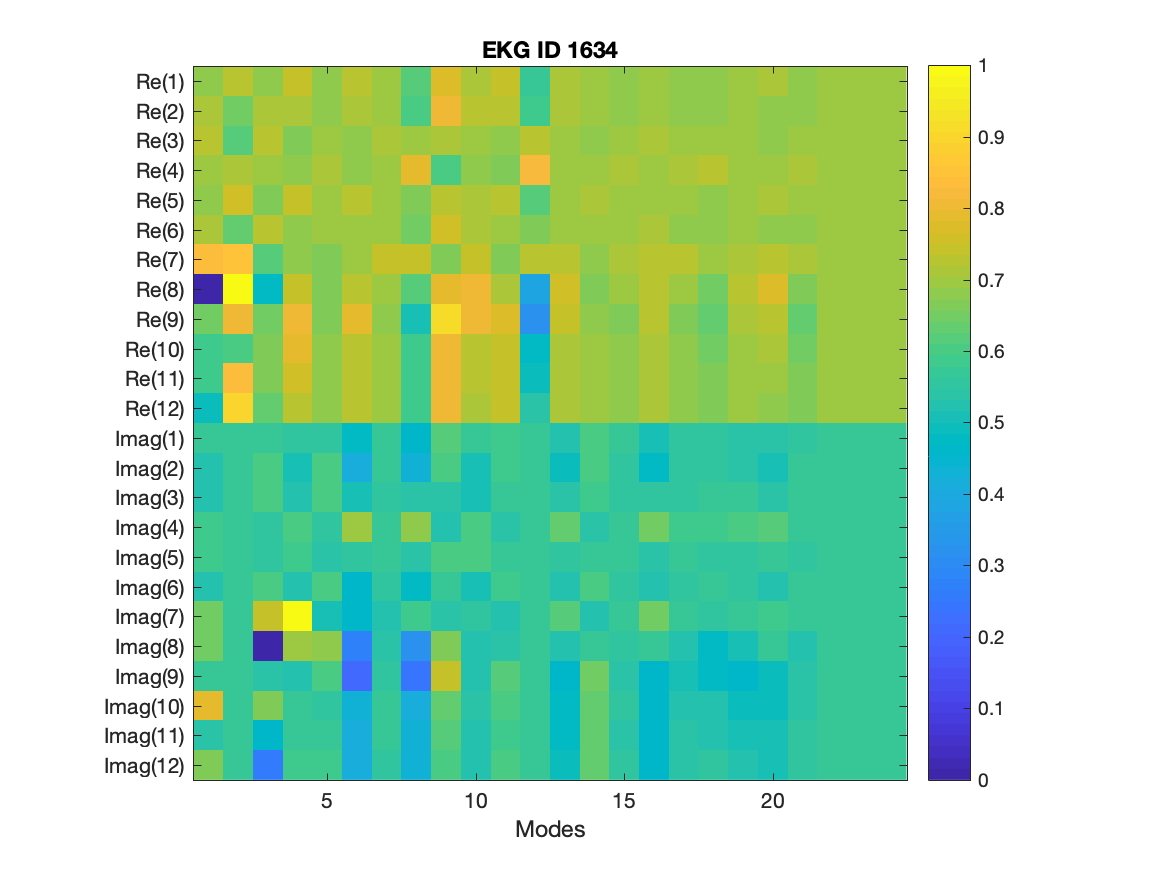 EKG ID 1634
Re(1)
Re(2)
Re(3)
Re(4)
Re(5)
Re(6)
Re(7)
Re(8)
Re(9)
Re(10)
Re(11)
Re(12)
Imag(1)
Imag(2)
Imag(3)
Imag(4)
Imag(5)
Imag(6)
Imag(7)
Imag(8)
Imag(9)
Imag(10)
Imag(11)
Imag(12)
5 10 15 20
Modes
1
0.9
0.8
0.7
0.6
0.5
0.4
0.3
0.2
0.1
0